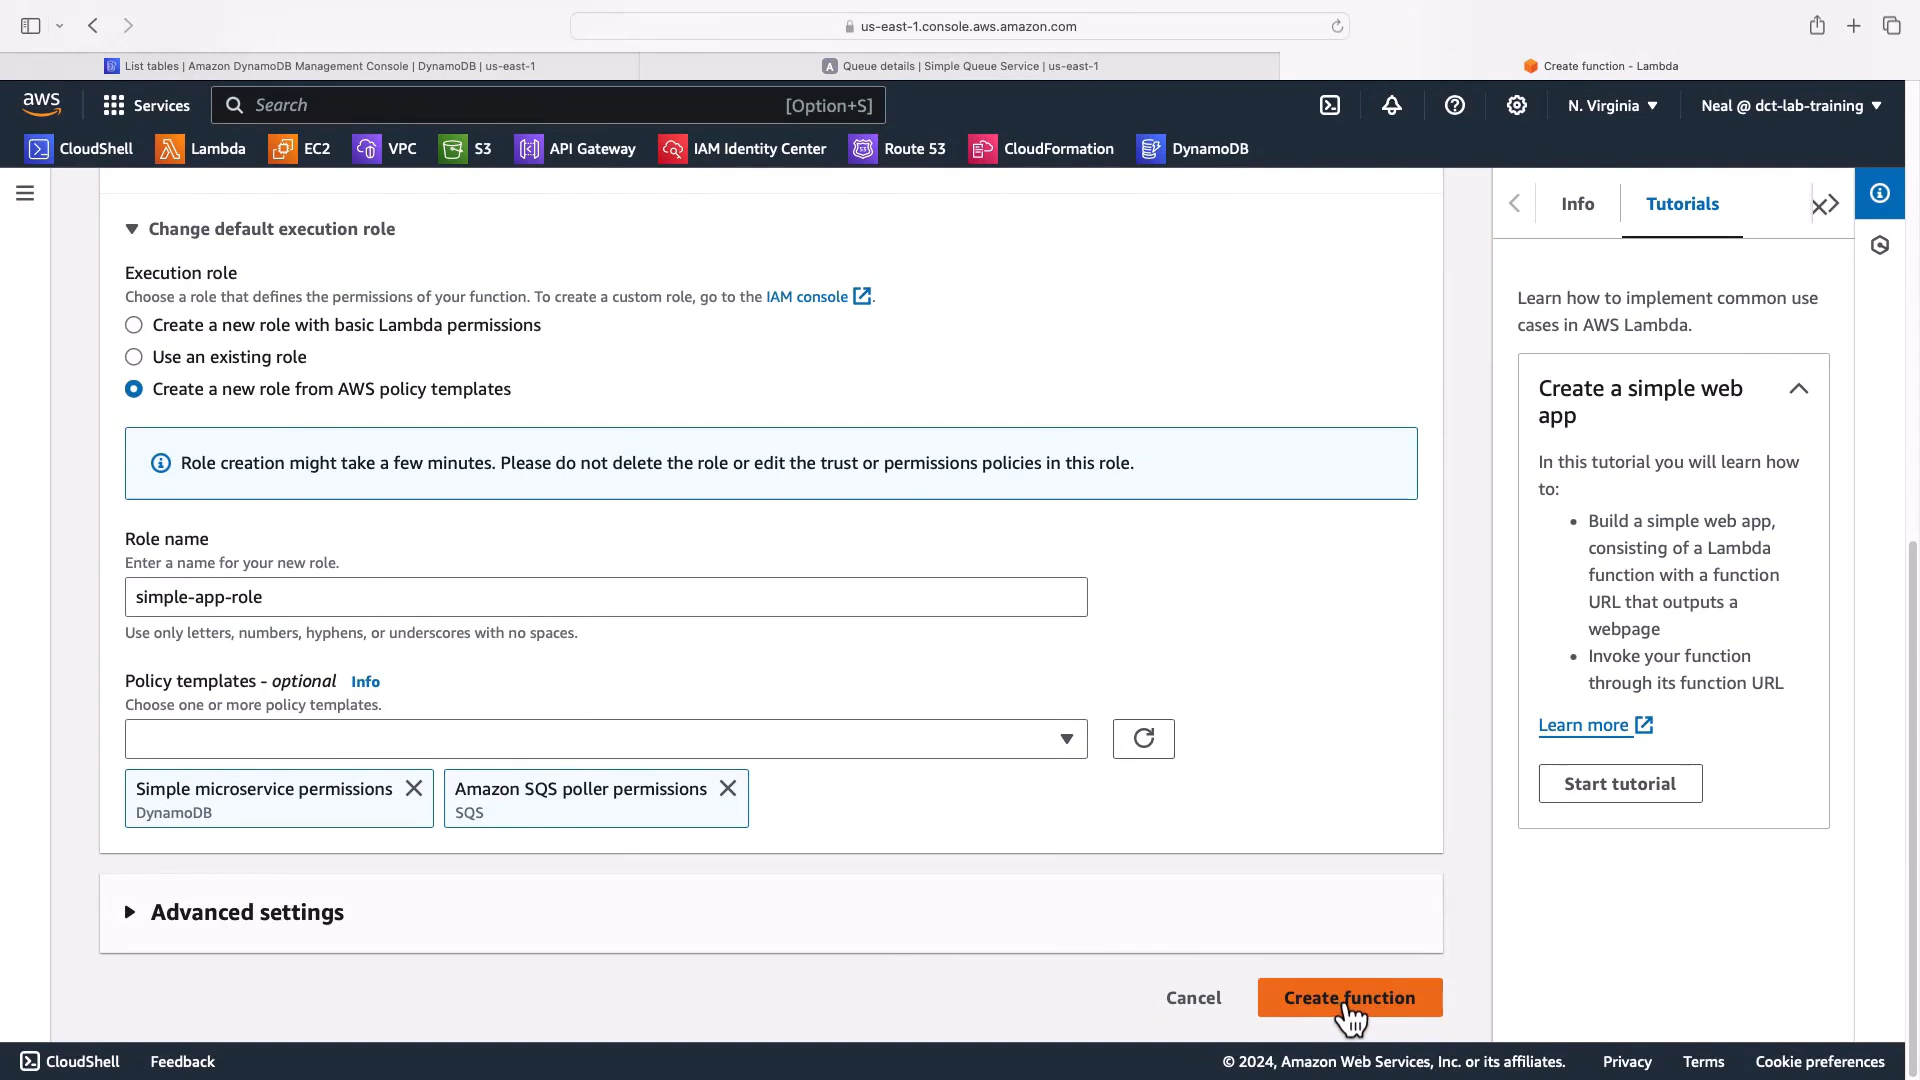 us-east-1.console.aws.amazon.com
List tables | Amazon DynamoDB Management Console | DynamoDB | us-east-1
A
Queue details | Simple Queue Service | us-east-1
Create function - Lambda
aws
Services
Search
[Option+S]
N. Virginia
Neal @ dct-lab-training
CloudShell
Lambda
EC2
VPC
S3
API Gateway
IAM Identity Center
Route 53
CloudFormation
DynamoDB
Change default execution role
Execution role
Choose a role that defines the permissions of your function. To create a custom role, go to the IAM console.
Create a new role with basic Lambda permissions
Use an existing role
Create a new role from AWS policy templates
Role creation might take a few minutes. Please do not delete the role or edit the trust or permissions policies in this role.
Role name
Enter a name for your new role.
simple-app-role
Use only letters, numbers, hyphens, or underscores with no spaces.
Policy templates - optional Info
Choose one or more policy templates.
Simple microservice permissions
DynamoDB
Amazon SQS poller permissions
SQS
Advanced settings
Cancel
Create function
Info
Tutorials
Learn how to implement common use
cases in AWS Lambda.
Create a simple web
app
In this tutorial you will learn how
to:
• Build a simple web app,
consisting of a Lambda
function with a function
URL that outputs a
webpage
• Invoke your function
through its function URL
Learn more
Start tutorial
CloudShell
Feedback
© 2024, Amazon Web Services, Inc. or its affiliates.
Privacy
Terms
Cookie preferences